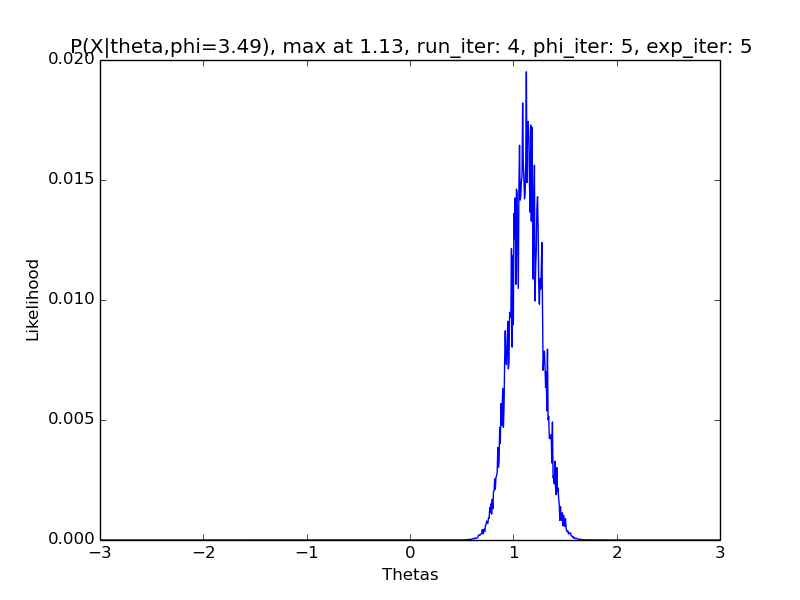 P(X|theta,phi=3.49), max at 1.13, run_iter: 4, phi_iter: 5, exp_iter: 5
0.020
0.015
0.010
0.005
0.000
Likelihood
−3 −2 −1 0 1 2 3
Thetas